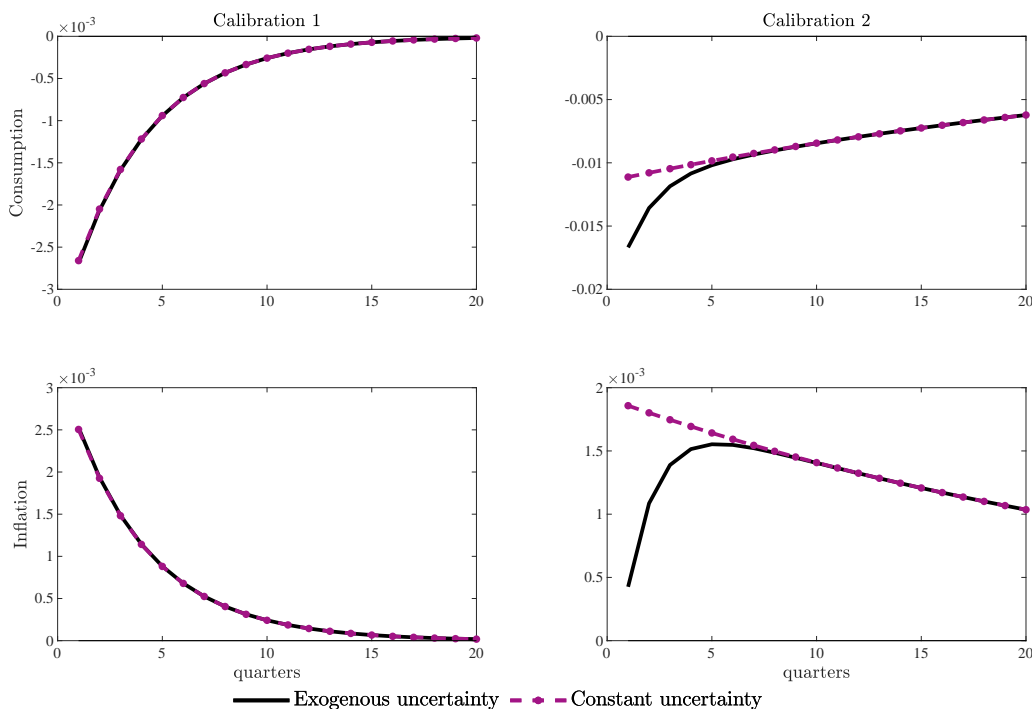 Calibration 1
Calibration 2
×10-3
0
-0.5
-1
-1.5
-2
-2.5
-3
Consumption
0 5 10 15 20
0
-0.005
-0.01
-0.015
-0.02
0 5 10 15 20
×10-3
3
2.5
2
1.5
1
0.5
0
Inflation
0 5 10 15 20
quarters
×10-3
2
1.5
1
0.5
0
0 5 10 15 20
quarters
Exogenous uncertainty Constant uncertainty